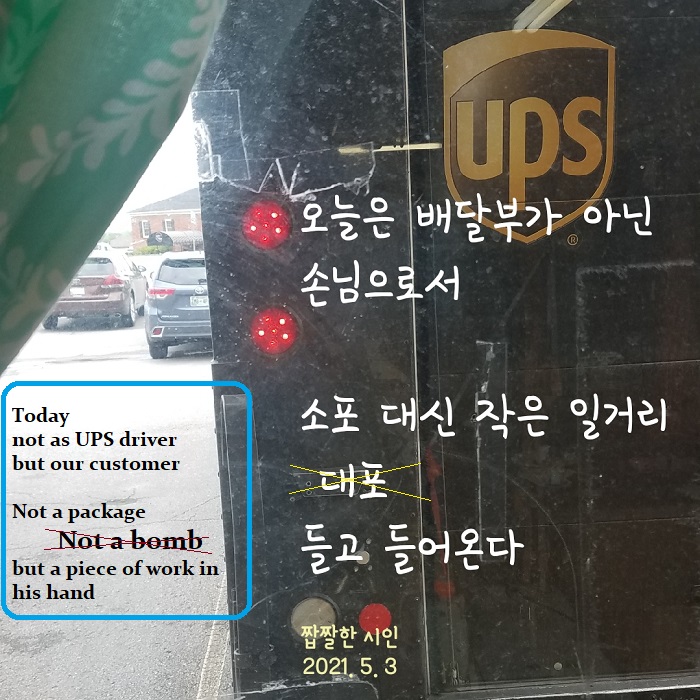 ups
®
오늘은 배달부가 아닌
손님으로서
소포 대신 작은 일거리
대포
들고 들어온다
짭짤한 시인
2021. 5. 3
Today
not as UPS driver
but our customer
Not a package
Not a bomb
but a piece of work in
his hand